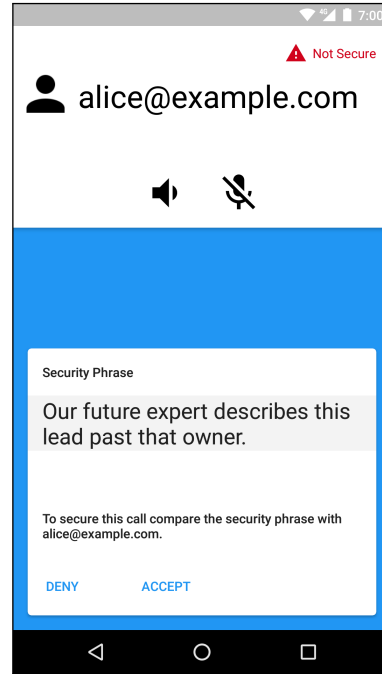 4G 7:00
Not Secure
alice@example.com
Security Phrase
Our future expert describes this
lead past that owner.
To secure this call compare the security phrase with
alice@example.com.
DENY ACCEPT